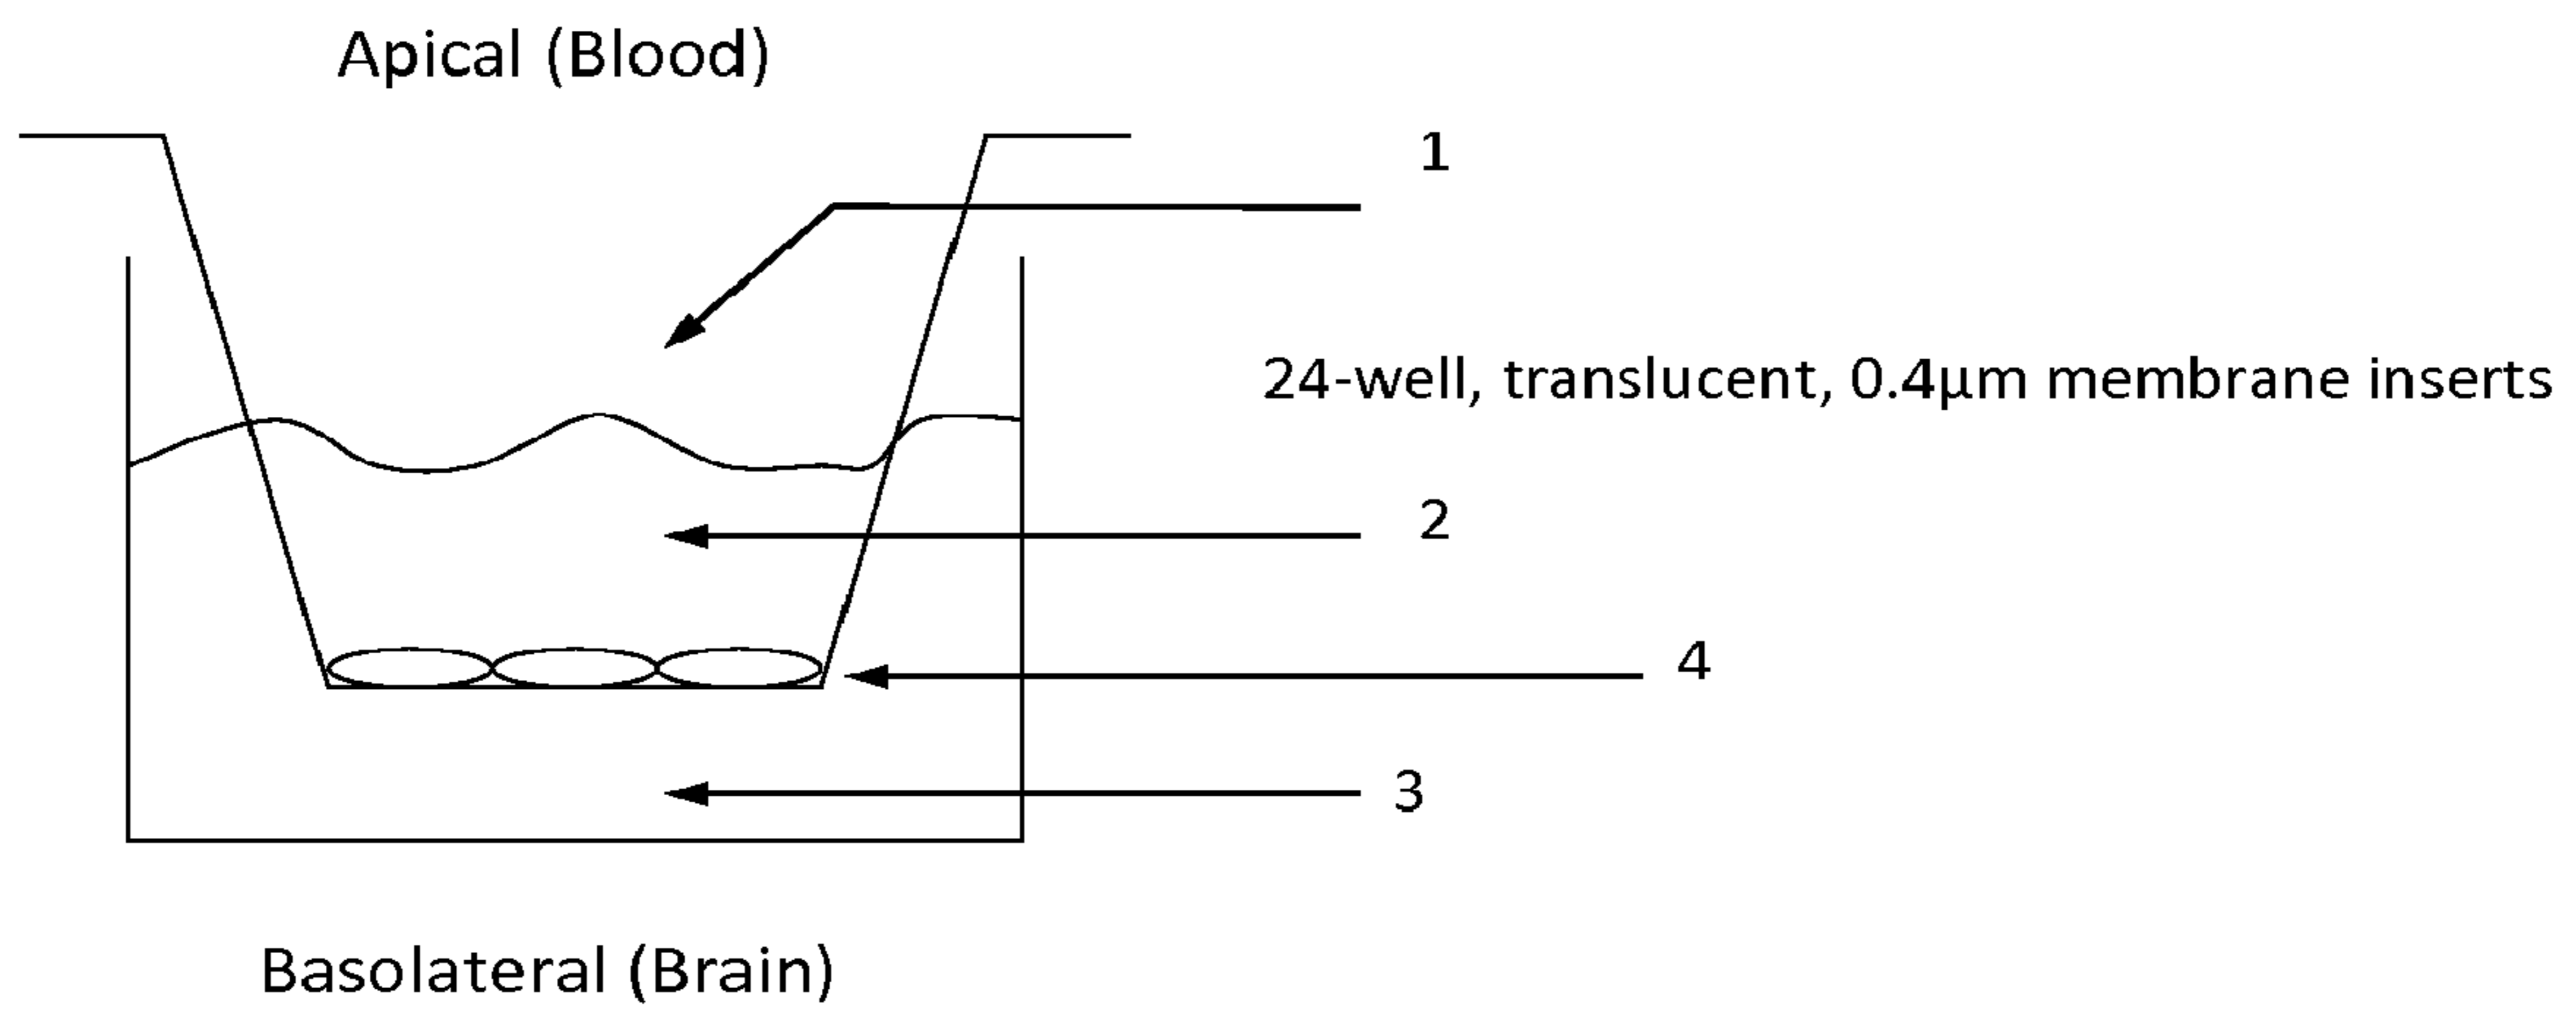 Apical (Blood)
1
24-well, translucent, 0.4µm membrane inserts
2
4
3
Basolateral (Brain)